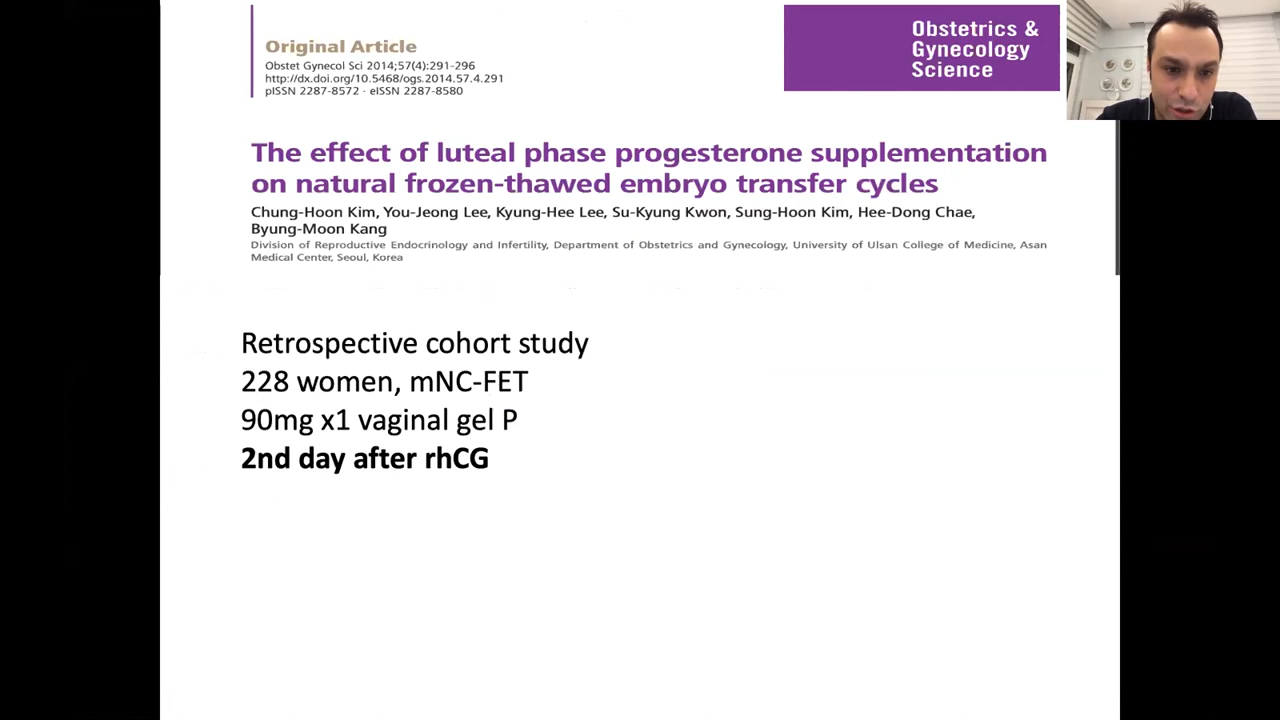 Original Article
Obstet Gynecol Sci 2014;57(4):291-296
http://dx.doi.org/10.5468/ogs.2014.57.4.291
pISSN 2287-8572 · eISSN 2287-8580
Obstetrics &
Gynecology
Science
The effect of luteal phase progesterone supplementation
on natural frozen-thawed embryo transfer cycles
Chung-Hoon Kim, You-Jeong Lee, Kyung-Hee Lee, Su-Kyung Kwon, Sung-Hoon Kim, Hee-Dong Chae,
Byung-Moon Kang
Division of Reproductive Endocrinology and Infertility, Department of Obstetrics and Gynecology, University of Ulsan College of Medicine, Asan
Medical Center, Seoul, Korea
Retrospective cohort study
228 women, mNC-FET
90mg x1 vaginal gel P
2nd day after rhCG